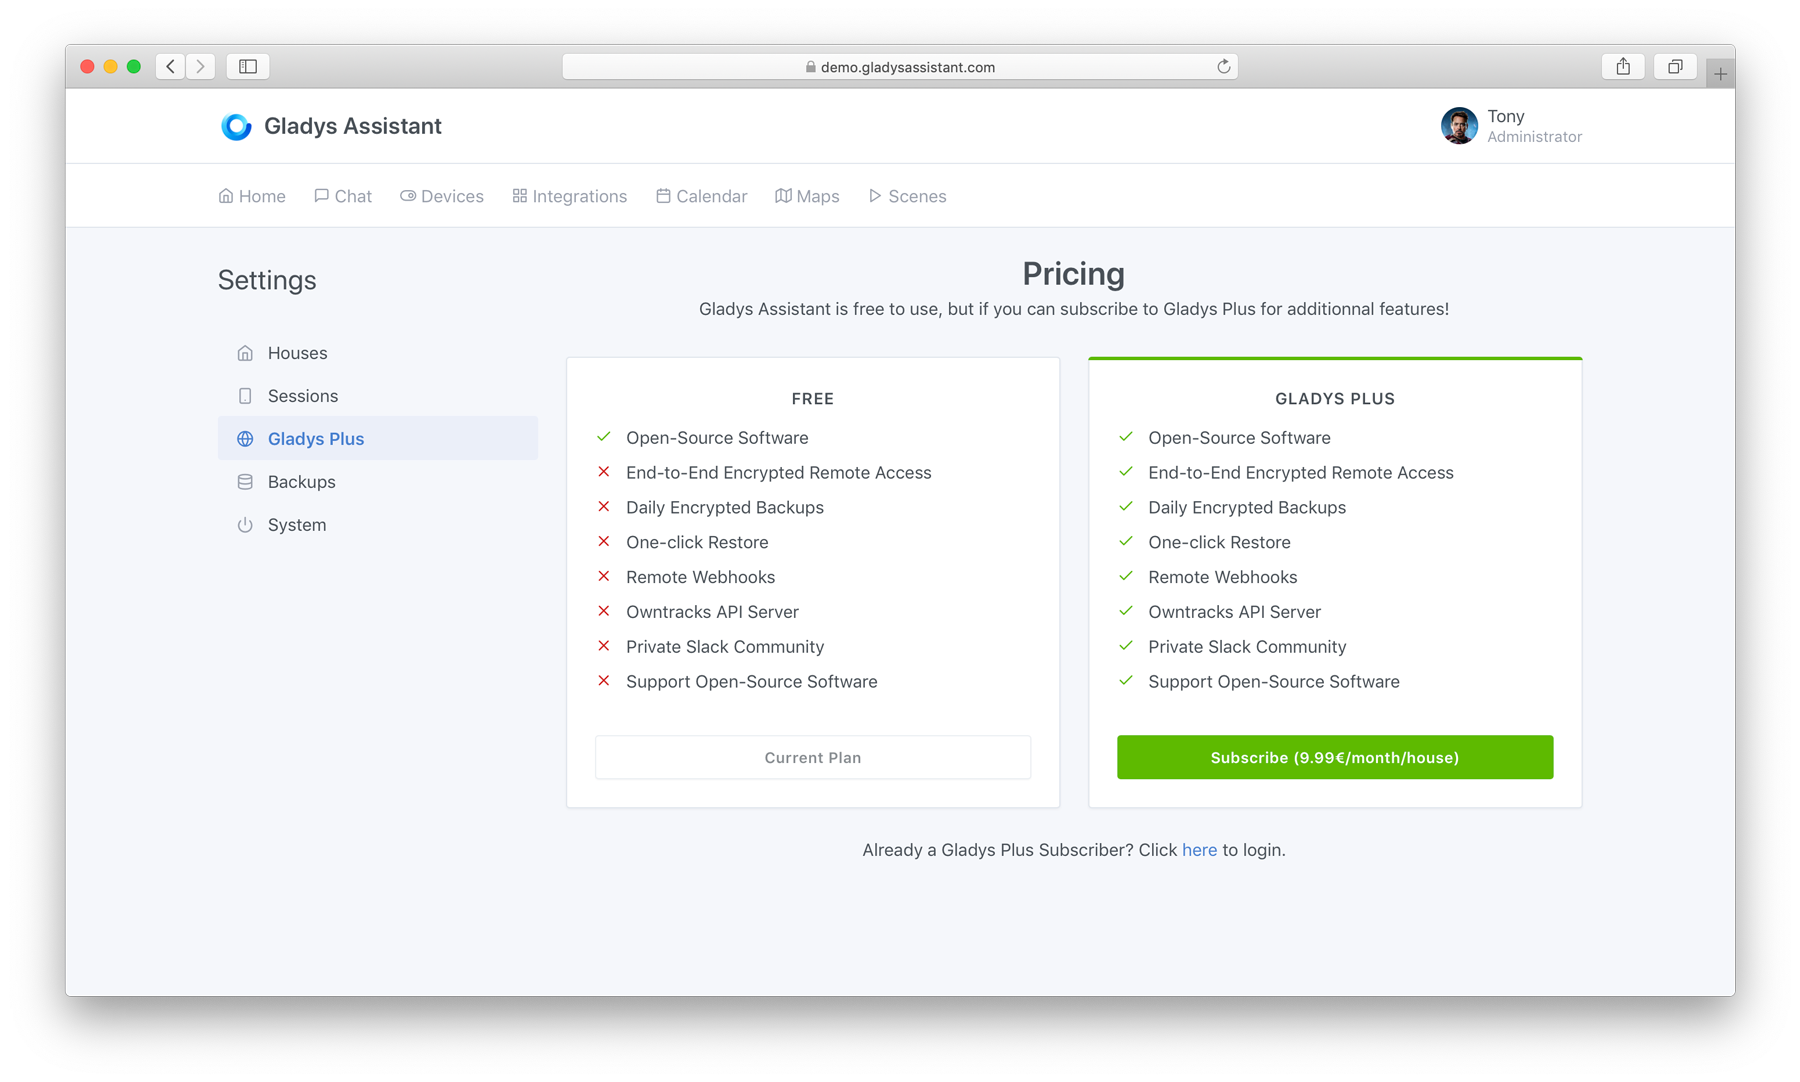 demo.gladysassistant.com
Gladys Assistant
Tony
Administrator
Home Chat Devices Integrations Calendar Maps Scenes
Settings
Houses
Sessions
Gladys Plus
Backups
System
Pricing
Gladys Assistant is free to use, but if you can subscribe to Gladys Plus for additionnal features!
FREE
Open-Source Software
End-to-End Encrypted Remote Access
Daily Encrypted Backups
One-click Restore
Remote Webhooks
Owntracks API Server
Private Slack Community
Support Open-Source Software
Current Plan
GLADYS PLUS
Open-Source Software
End-to-End Encrypted Remote Access
Daily Encrypted Backups
One-click Restore
Remote Webhooks
Owntracks API Server
Private Slack Community
Support Open-Source Software
Subscribe (9.99€/month/house)
Already a Gladys Plus Subscriber? Click here to login.